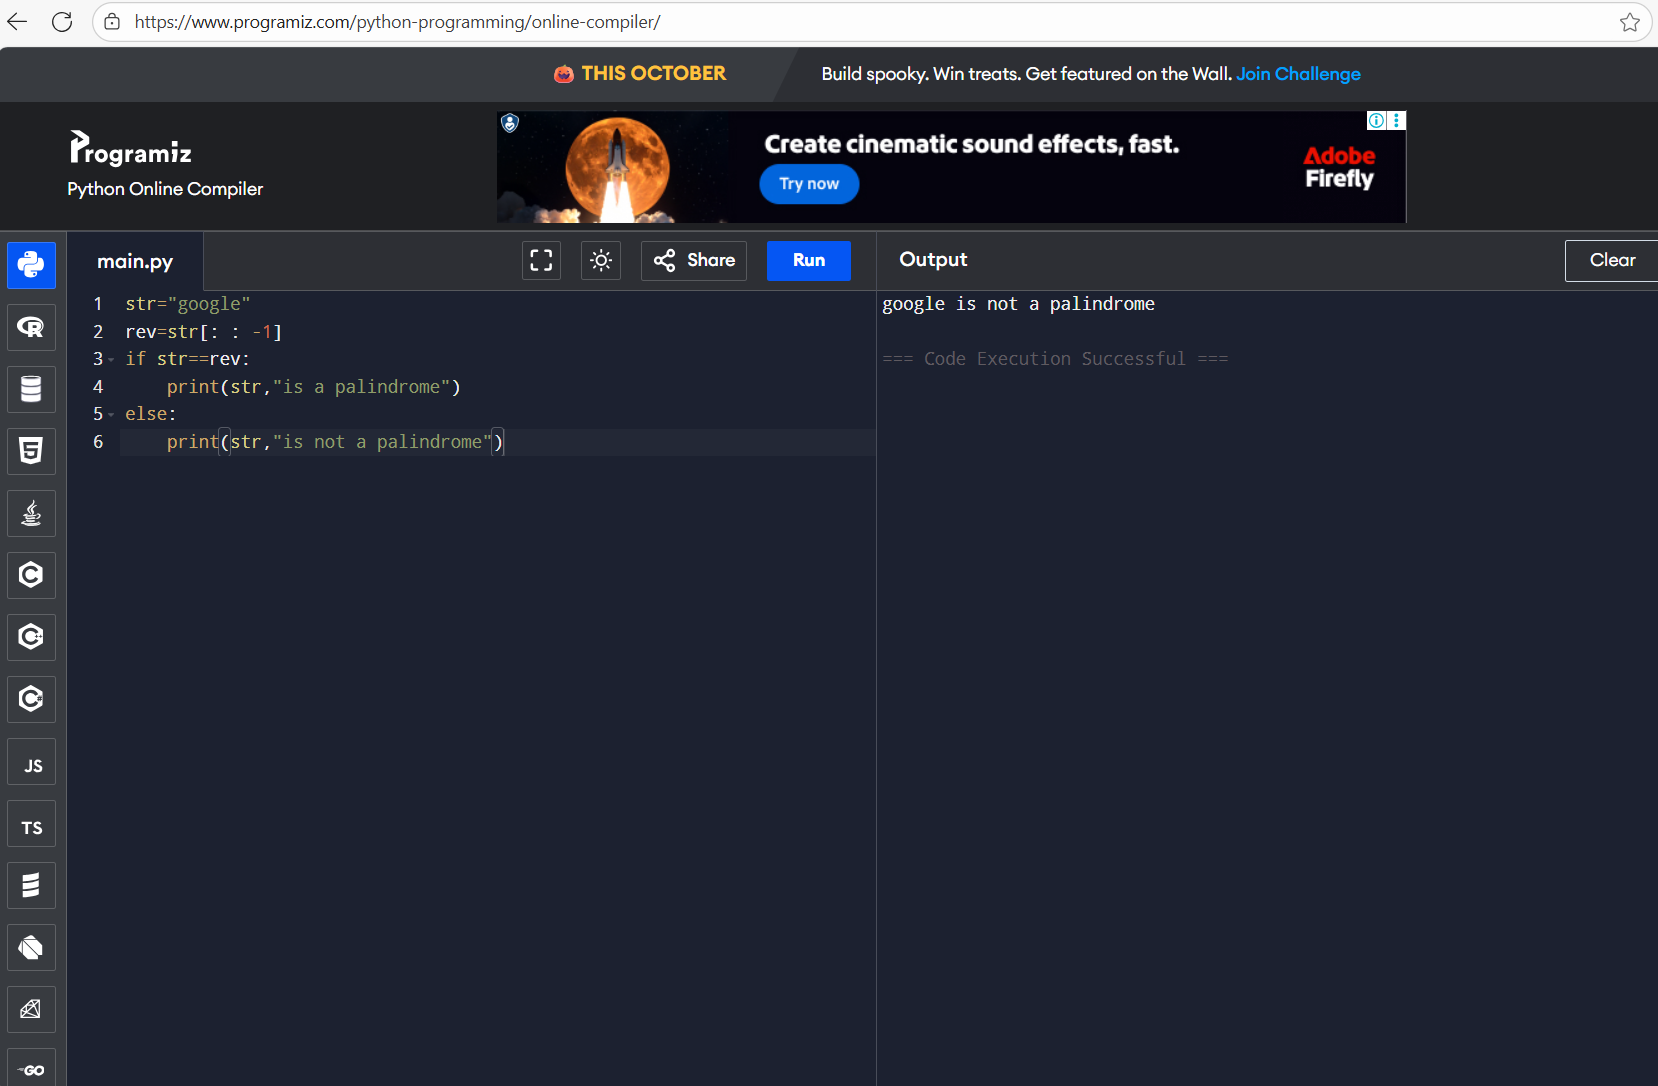 https://www.programiz.com/python-programming/online-compiler/
🎃 THIS OCTOBER
Build spooky. Win treats. Get featured on the Wall. Join Challenge
Programiz
Python Online Compiler
Create cinematic sound effects, fast.
Try now
Adobe
Firefly
main.py
Share
Run
Output
Clear
1 str="google"
2 rev=str[: : -1]
3 if str==rev:
4     print(str,"is a palindrome")
5 else:
6     print(str,"is not a palindrome")
google is not a palindrome
=== Code Execution Successful ===
R
5
C
C
C
JS
TS
GO